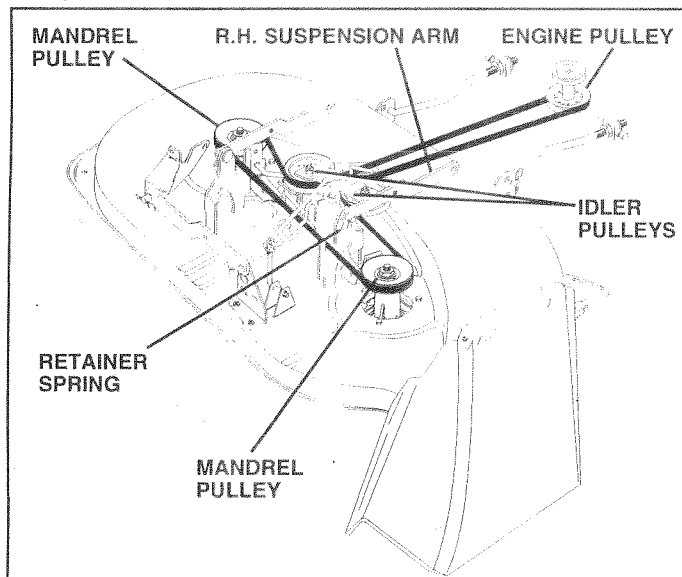 MANDREL
PULLEY
R.H. SUSPENSION ARM
ENGINE PULLEY
IDLER
PULLEYS
RETAINER
SPRING
MANDREL
PULLEY